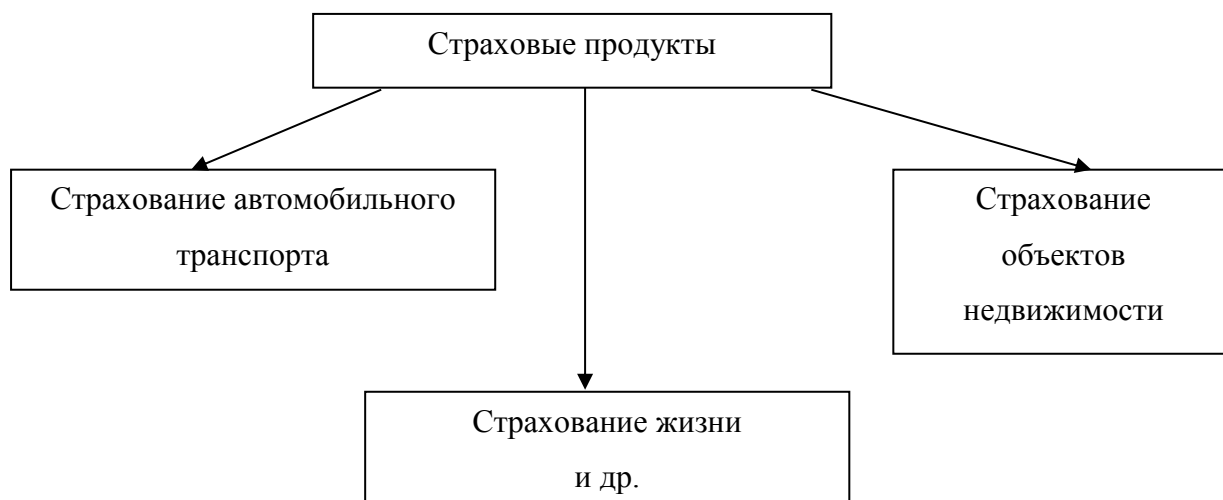 Страховые продукты
Страхование автомобильного
транспорта
Страхование
объектов
недвижимости
Страхование жизни
и др.